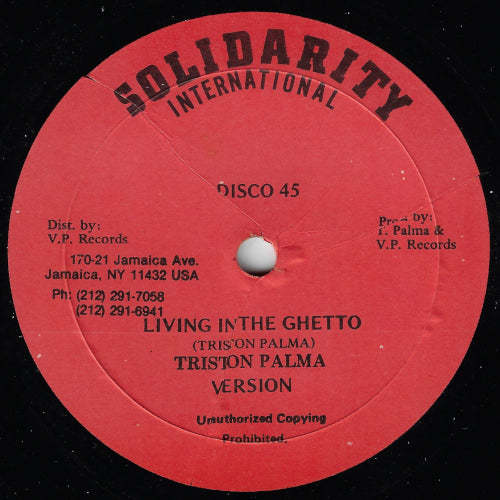 SOLIDARITY
INTERNATIONAL
DISCO 45
Dist. by:
V.P. Records
170-21 Jamaica Ave.
Jamaica, NY 11432 USA
Ph: (212) 291-7058
(212) 291-6941
Prod by:
T. Palma &
V.P. Records
LIVING IN THE GHETTO
(TRISTON PALMA)
TRISTON PALMA
VERSION
Unauthorized Copying
Prohibited.